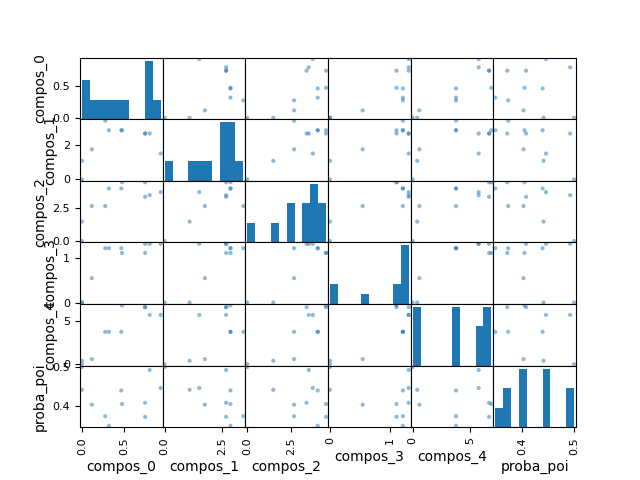 compos_0
0.5
0.0
compos_1
2
0
compos_2
2.5
0.0
compos_3
1
0
compos_4
5
0
proba_poi
0.5
0.4
0.0 0.5 0.0 2.5 0.0 2.5 0 1 0 5 0.4 0.5
compos_0 compos_1 compos_2 compos_3 compos_4 proba_poi